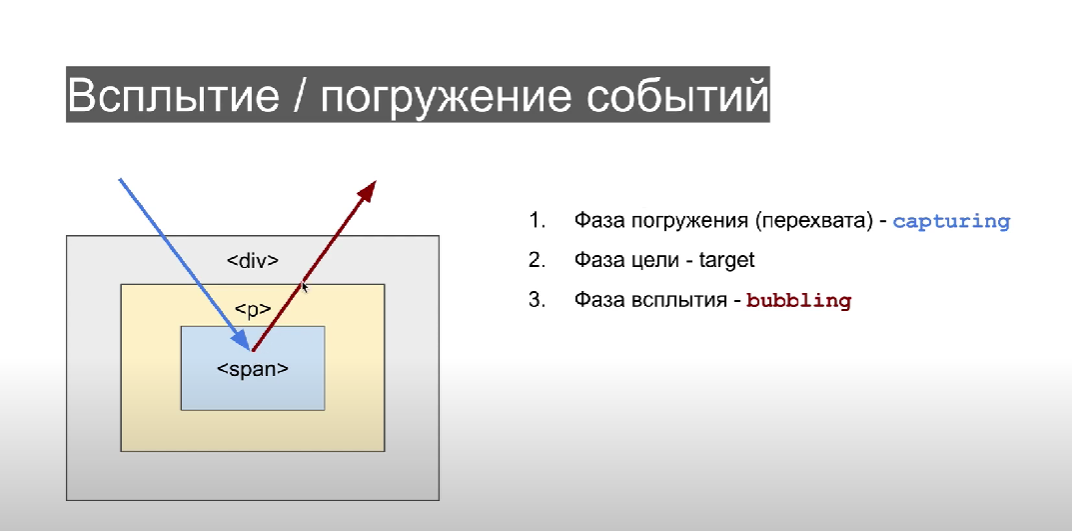 Всплытие / погружение событий
<div>
<p>
<span>
1. Фаза погружения (перехвата) - capturing
2. Фаза цели - target
3. Фаза всплытия - bubbling